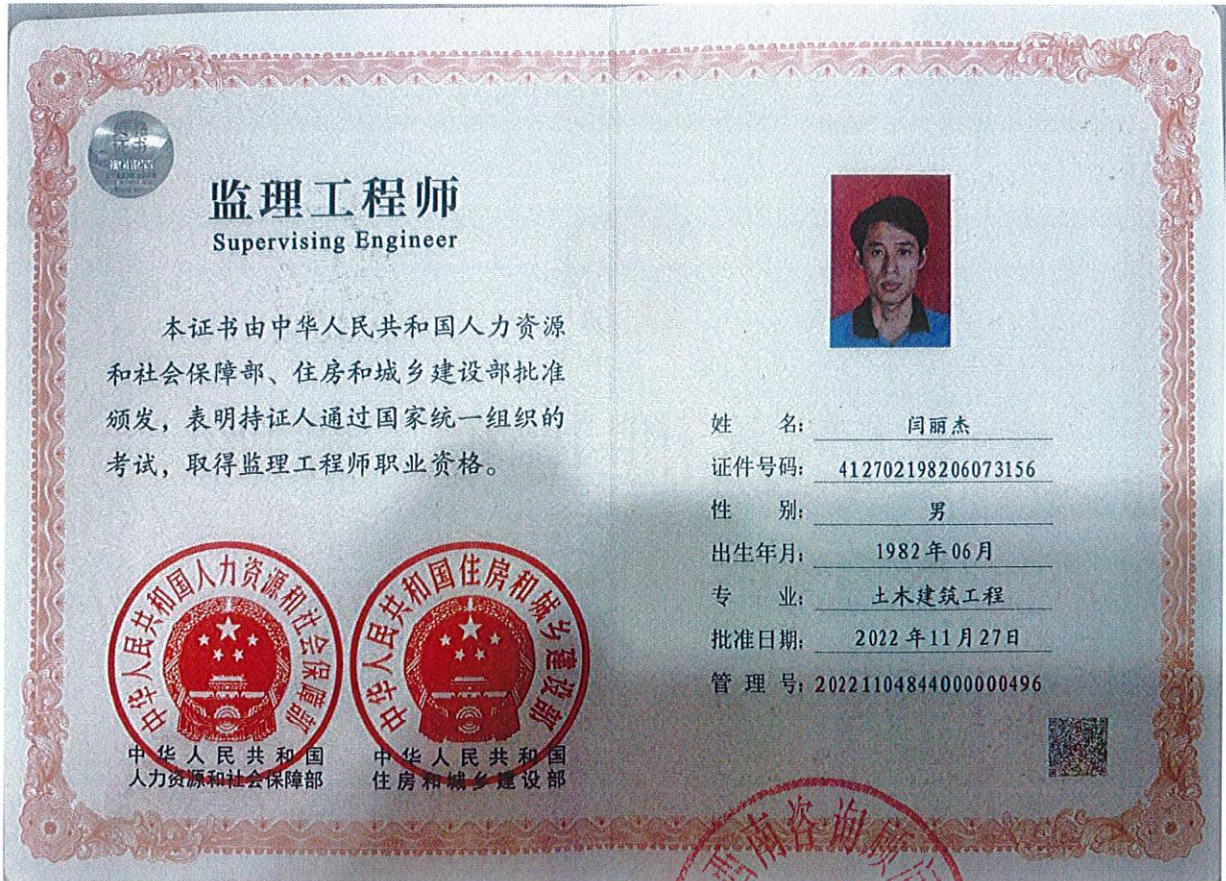 监理工程师
Supervising Engineer
本证书由中华人民共和国人力资源
和社会保障部、住房和城乡建设部批准
颁发，表明持证人通过国家统一组织的
考试，取得监理工程师职业资格。
中华人民共和国人力资源和社会保障部
中华人民共和国
人力资源和社会保障部
中华人民共和国住房和城乡建设部
中华人民共和国
住房和城乡建设部
姓 名： 闫丽杰
证件号码： 412702198206073156
性 别： 男
出生年月： 1982年06月
专 业： 土木建筑工程
批准日期： 2022年11月27日
管 理 号： 20221104844000000496
南咨询顾